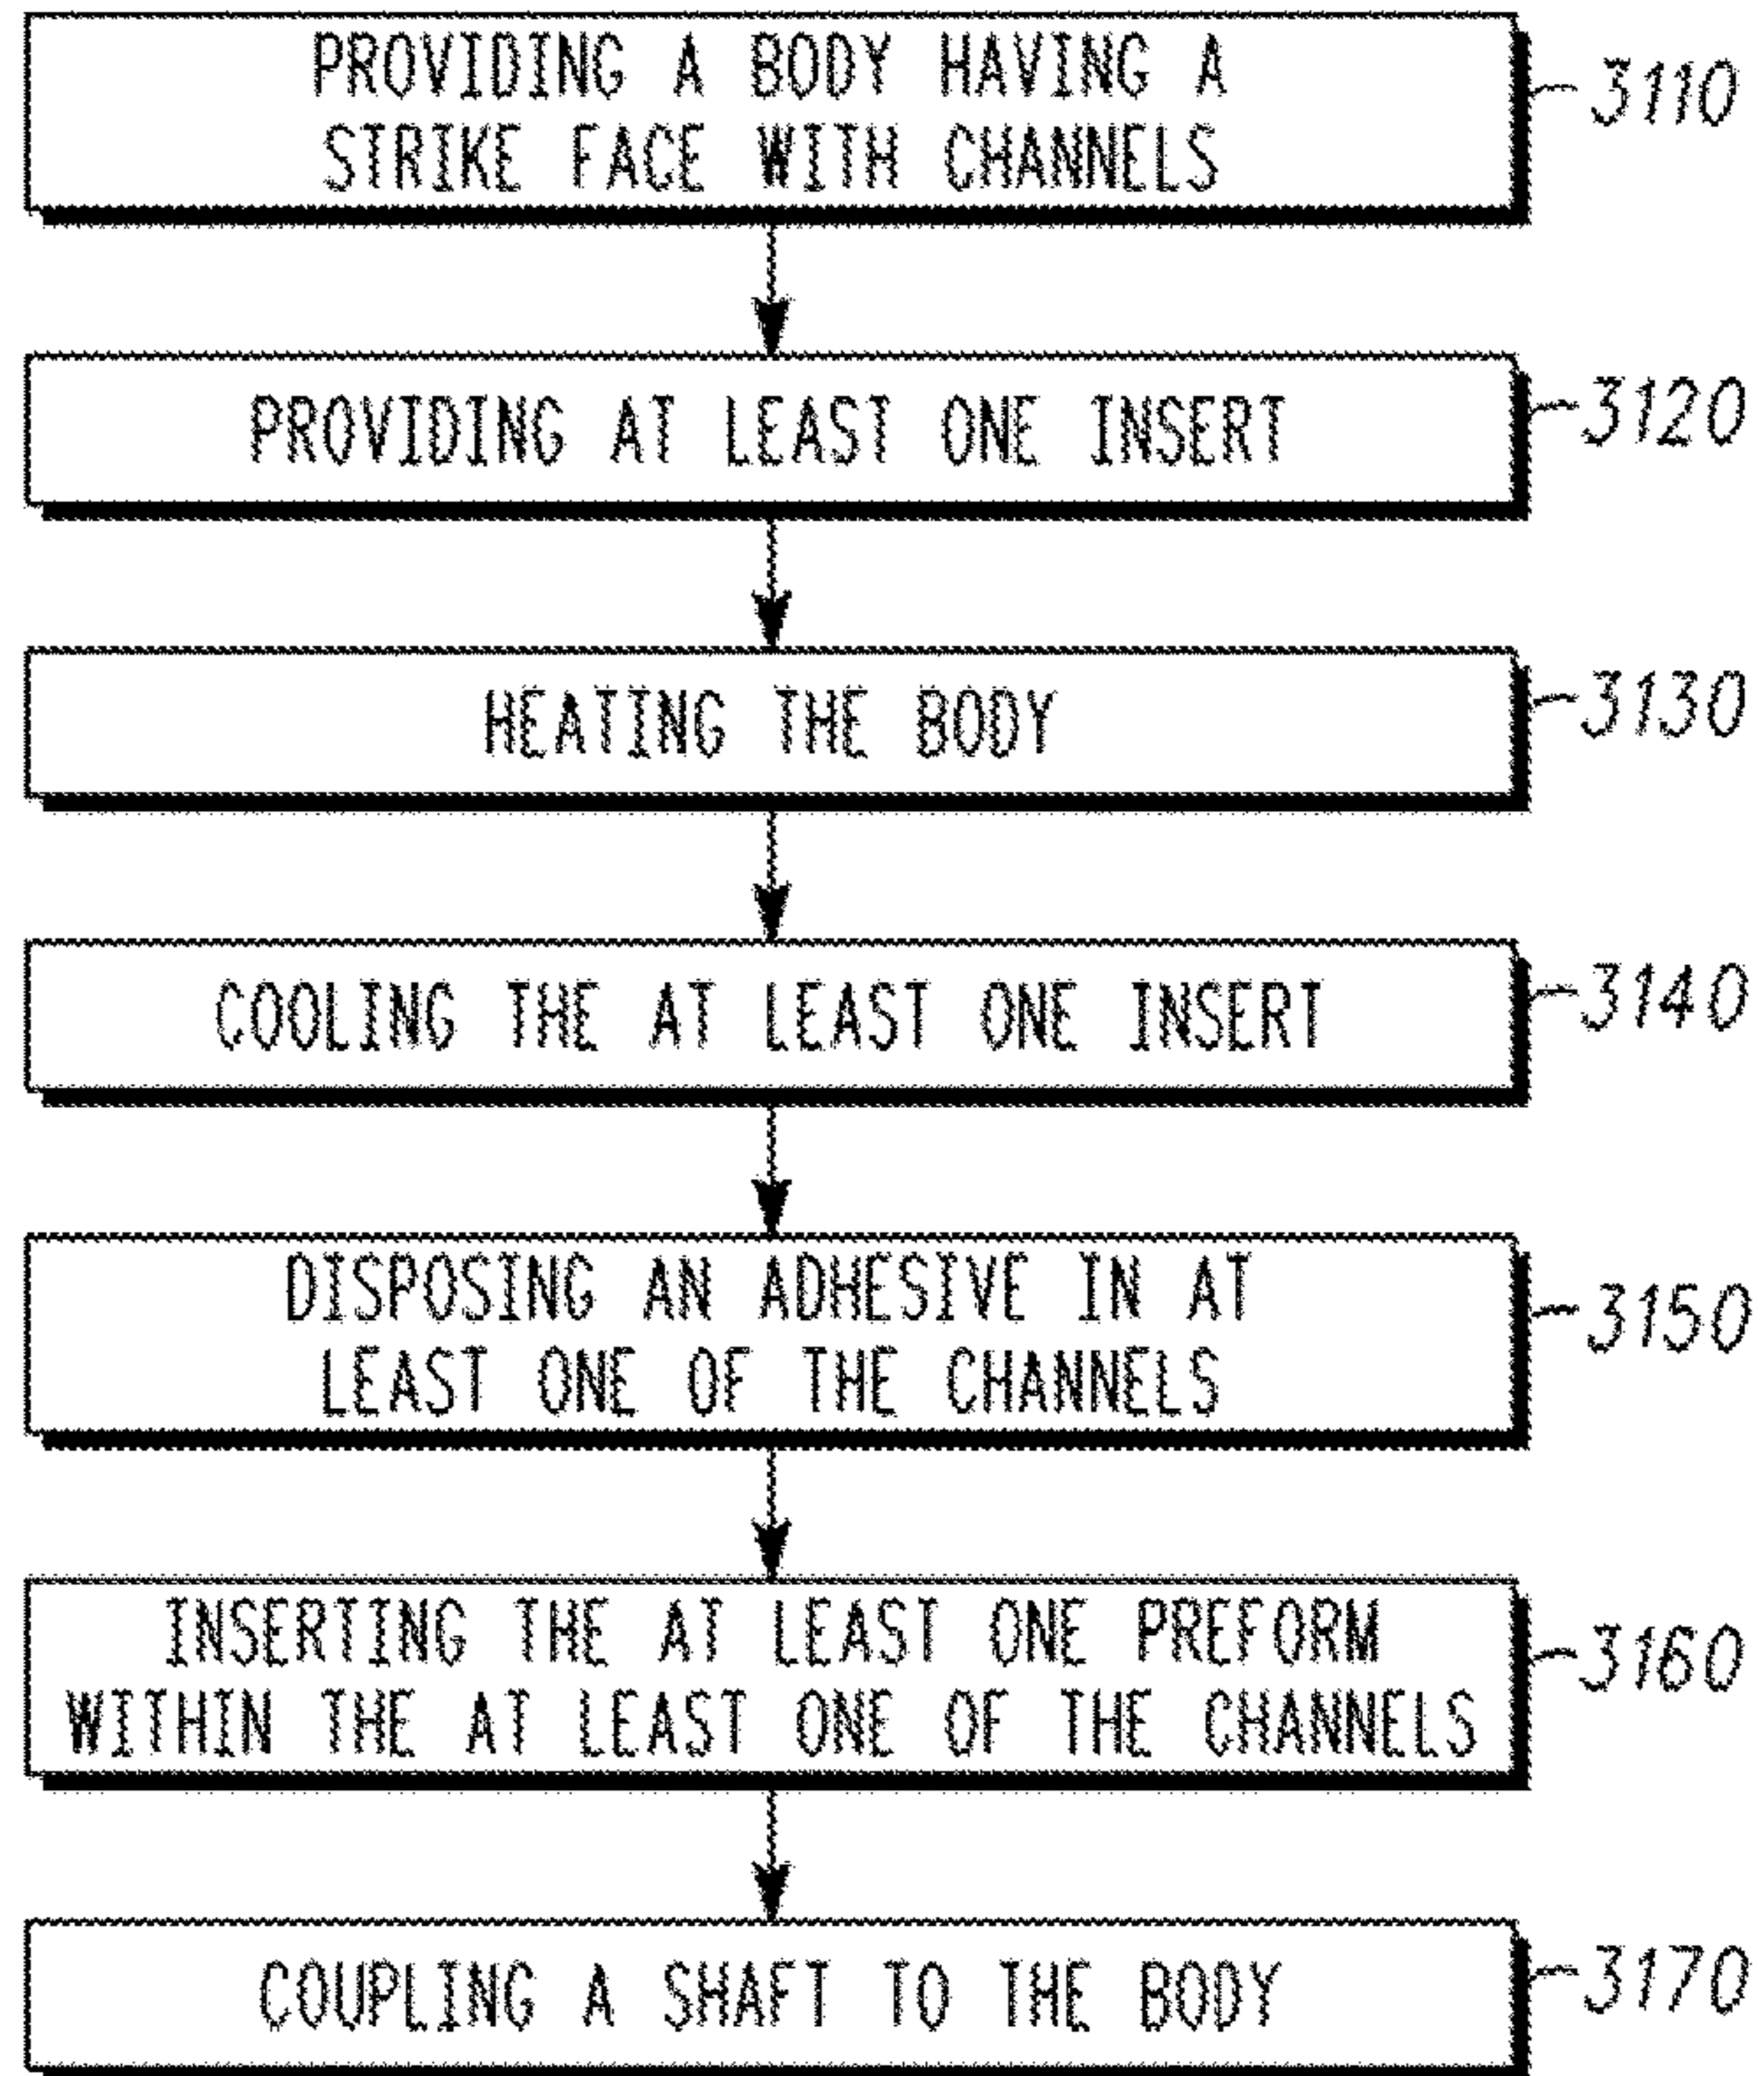 PROVIDING A BODY HAVING A
STRIKE FACE WITH CHANNELS
3110
PROVIDING AT LEAST ONE INSERT
3120
HEATING THE BODY
3130
COOLING THE AT LEAST ONE INSERT
3140
DISPOSING AN ADHESIVE IN AT
LEAST ONE OF THE CHANNELS
3150
INSERTING THE AT LEAST ONE PREFORM
WITHIN THE AT LEAST ONE OF THE CHANNELS
3160
COUPLING A SHAFT TO THE BODY
3170